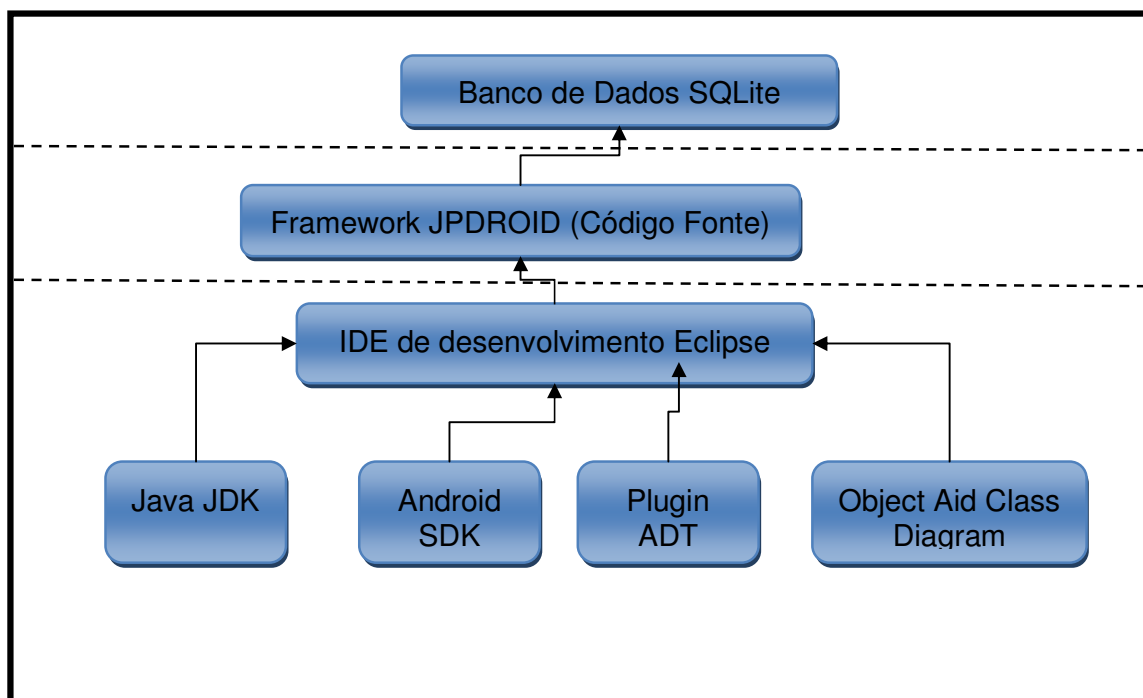 Banco de Dados SQLite
Framework JPDROID (Código Fonte)
IDE de desenvolvimento Eclipse
Java JDK
Android
SDK
Plugin
ADT
Object Aid Class
Diagram